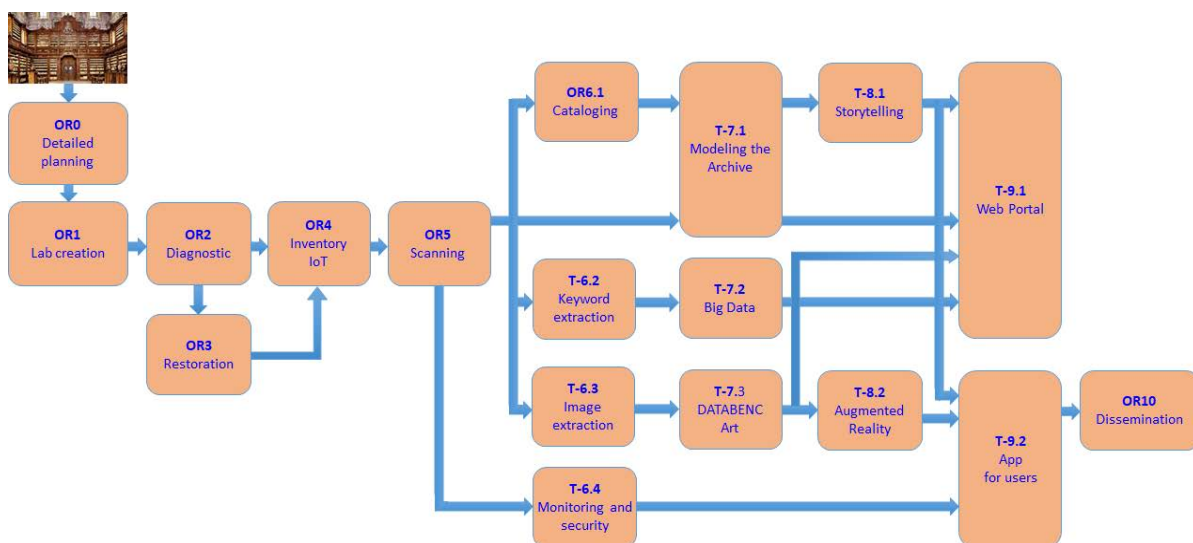 OR0
Detailed
planning
OR1
Lab creation
OR2
Diagnostic
OR3
Restoration
OR4
Inventory
IoT
OR5
Scanning
OR6.1
Cataloging
T-6.2
Keyword
extraction
T-6.3
Image
extraction
T-6.4
Monitoring and
security
T-7.1
Modeling the
Archive
T-7.2
Big Data
T-7.3
DATABENC
Art
T-8.1
Storytelling
T-8.2
Augmented
Reality
T-9.1
Web Portal
T-9.2
App
for users
OR10
Dissemination